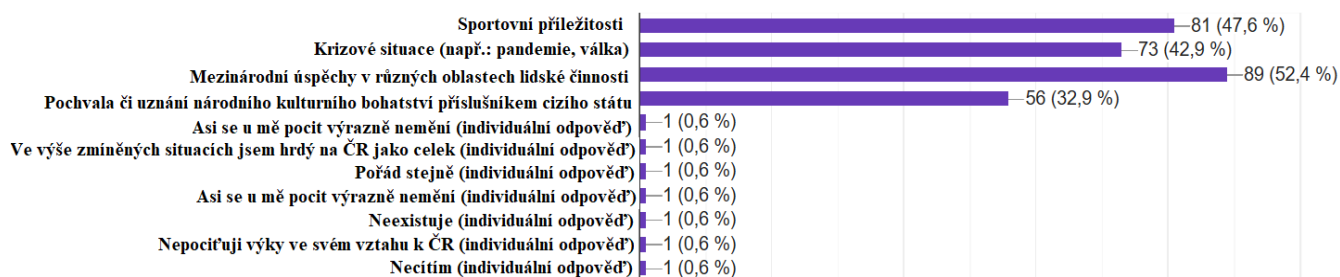 Sportovní příležitosti 81 (47,6 %)
Krizové situace (např.: pandemie, válka) 73 (42,9 %)
Mezinárodní úspěchy v různých oblastech lidské činnosti 89 (52,4 %)
Pochvala či uznání národního kulturního bohatství příslušníkem cizího státu 56 (32,9 %)
Asi se u mě pocit výrazně nemění (individuální odpověď) 1 (0,6 %)
Ve výše zmíněných situacích jsem hrdý na ČR jako celek (individuální odpověď) 1 (0,6 %)
Pořád stejně (individuální odpověď) 1 (0,6 %)
Asi se u mě pocit výrazně nemění (individuální odpověď) 1 (0,6 %)
Neexistuje (individuální odpověď) 1 (0,6 %)
Nepociťuji výky ve svém vztahu k ČR (individuální odpověď) 1 (0,6 %)
Necítím (individuální odpověď) 1 (0,6 %)